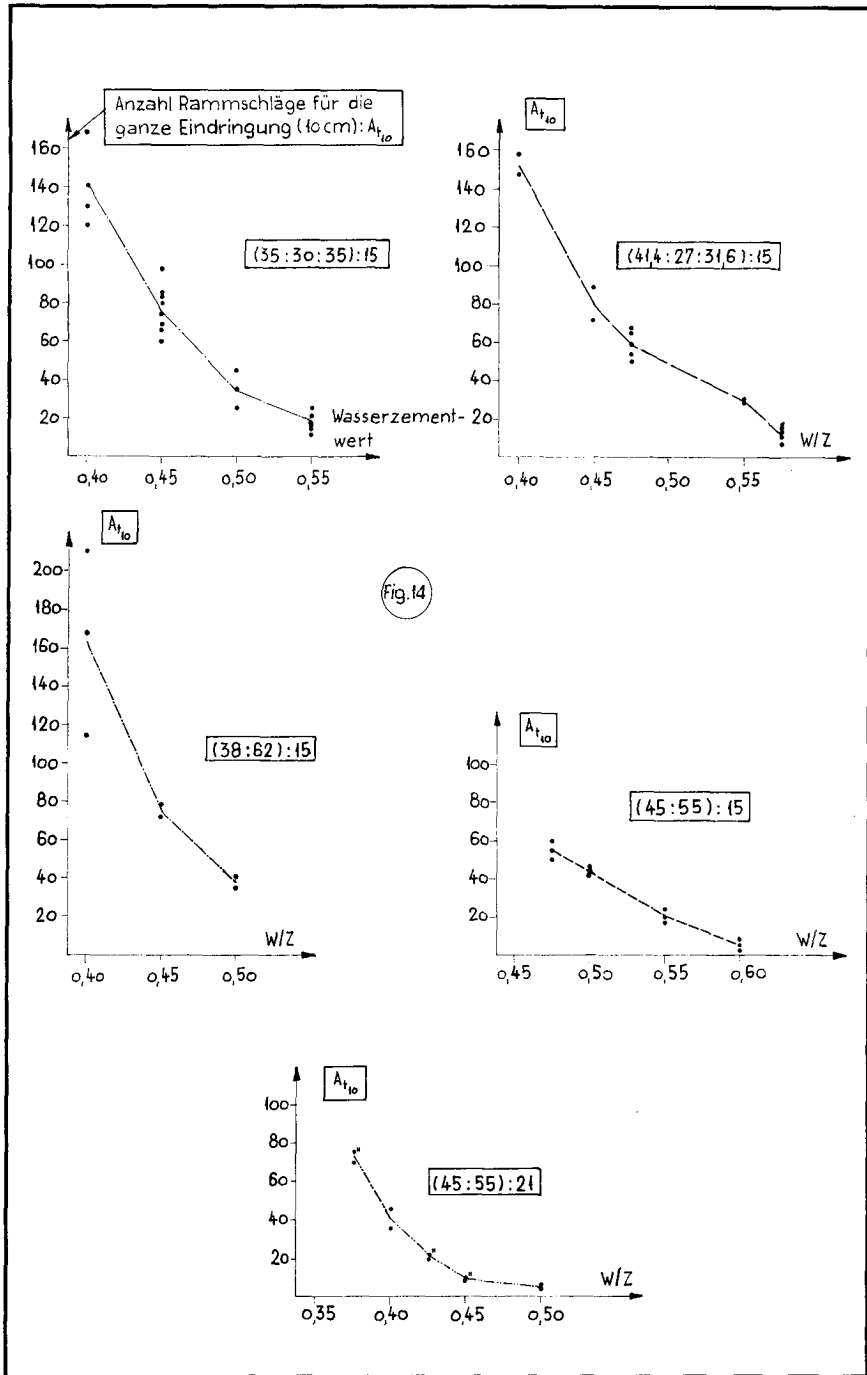 Anzahl Rammschläge für die
ganze Eindringung (10cm): At10
160
140
120
100
80
60
40
20
(35:30:35):15
Wasserzement-
wert
0,40 0,45 0,50 0,55
At10
160
140
120
100
80
60
40
20
(41,4:27:31,6):15
W/Z
0,40 0,45 0,50 0,55
At10
200
180
160
140
120
100
80
60
40
20
(38:62):15
W/Z
0,40 0,45 0,50
Fig.14
At10
100
80
60
40
20
(45:55):15
W/Z
0,45 0,50 0,55 0,60
At10
100
80
60
40
20
(45:55):21
W/Z
0,35 0,40 0,45 0,50